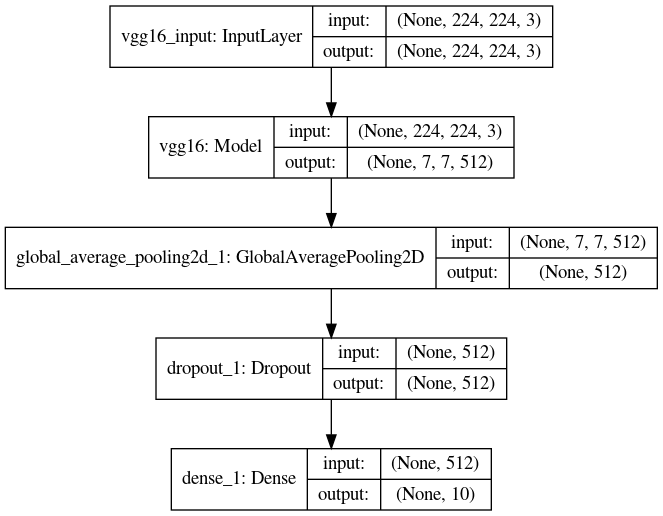 vgg16_input: InputLayer
input: (None, 224, 224, 3)
output: (None, 224, 224, 3)
vgg16: Model
input: (None, 224, 224, 3)
output: (None, 7, 7, 512)
global_average_pooling2d_1: GlobalAveragePooling2D
input: (None, 7, 7, 512)
output: (None, 512)
dropout_1: Dropout
input: (None, 512)
output: (None, 512)
dense_1: Dense
input: (None, 512)
output: (None, 10)